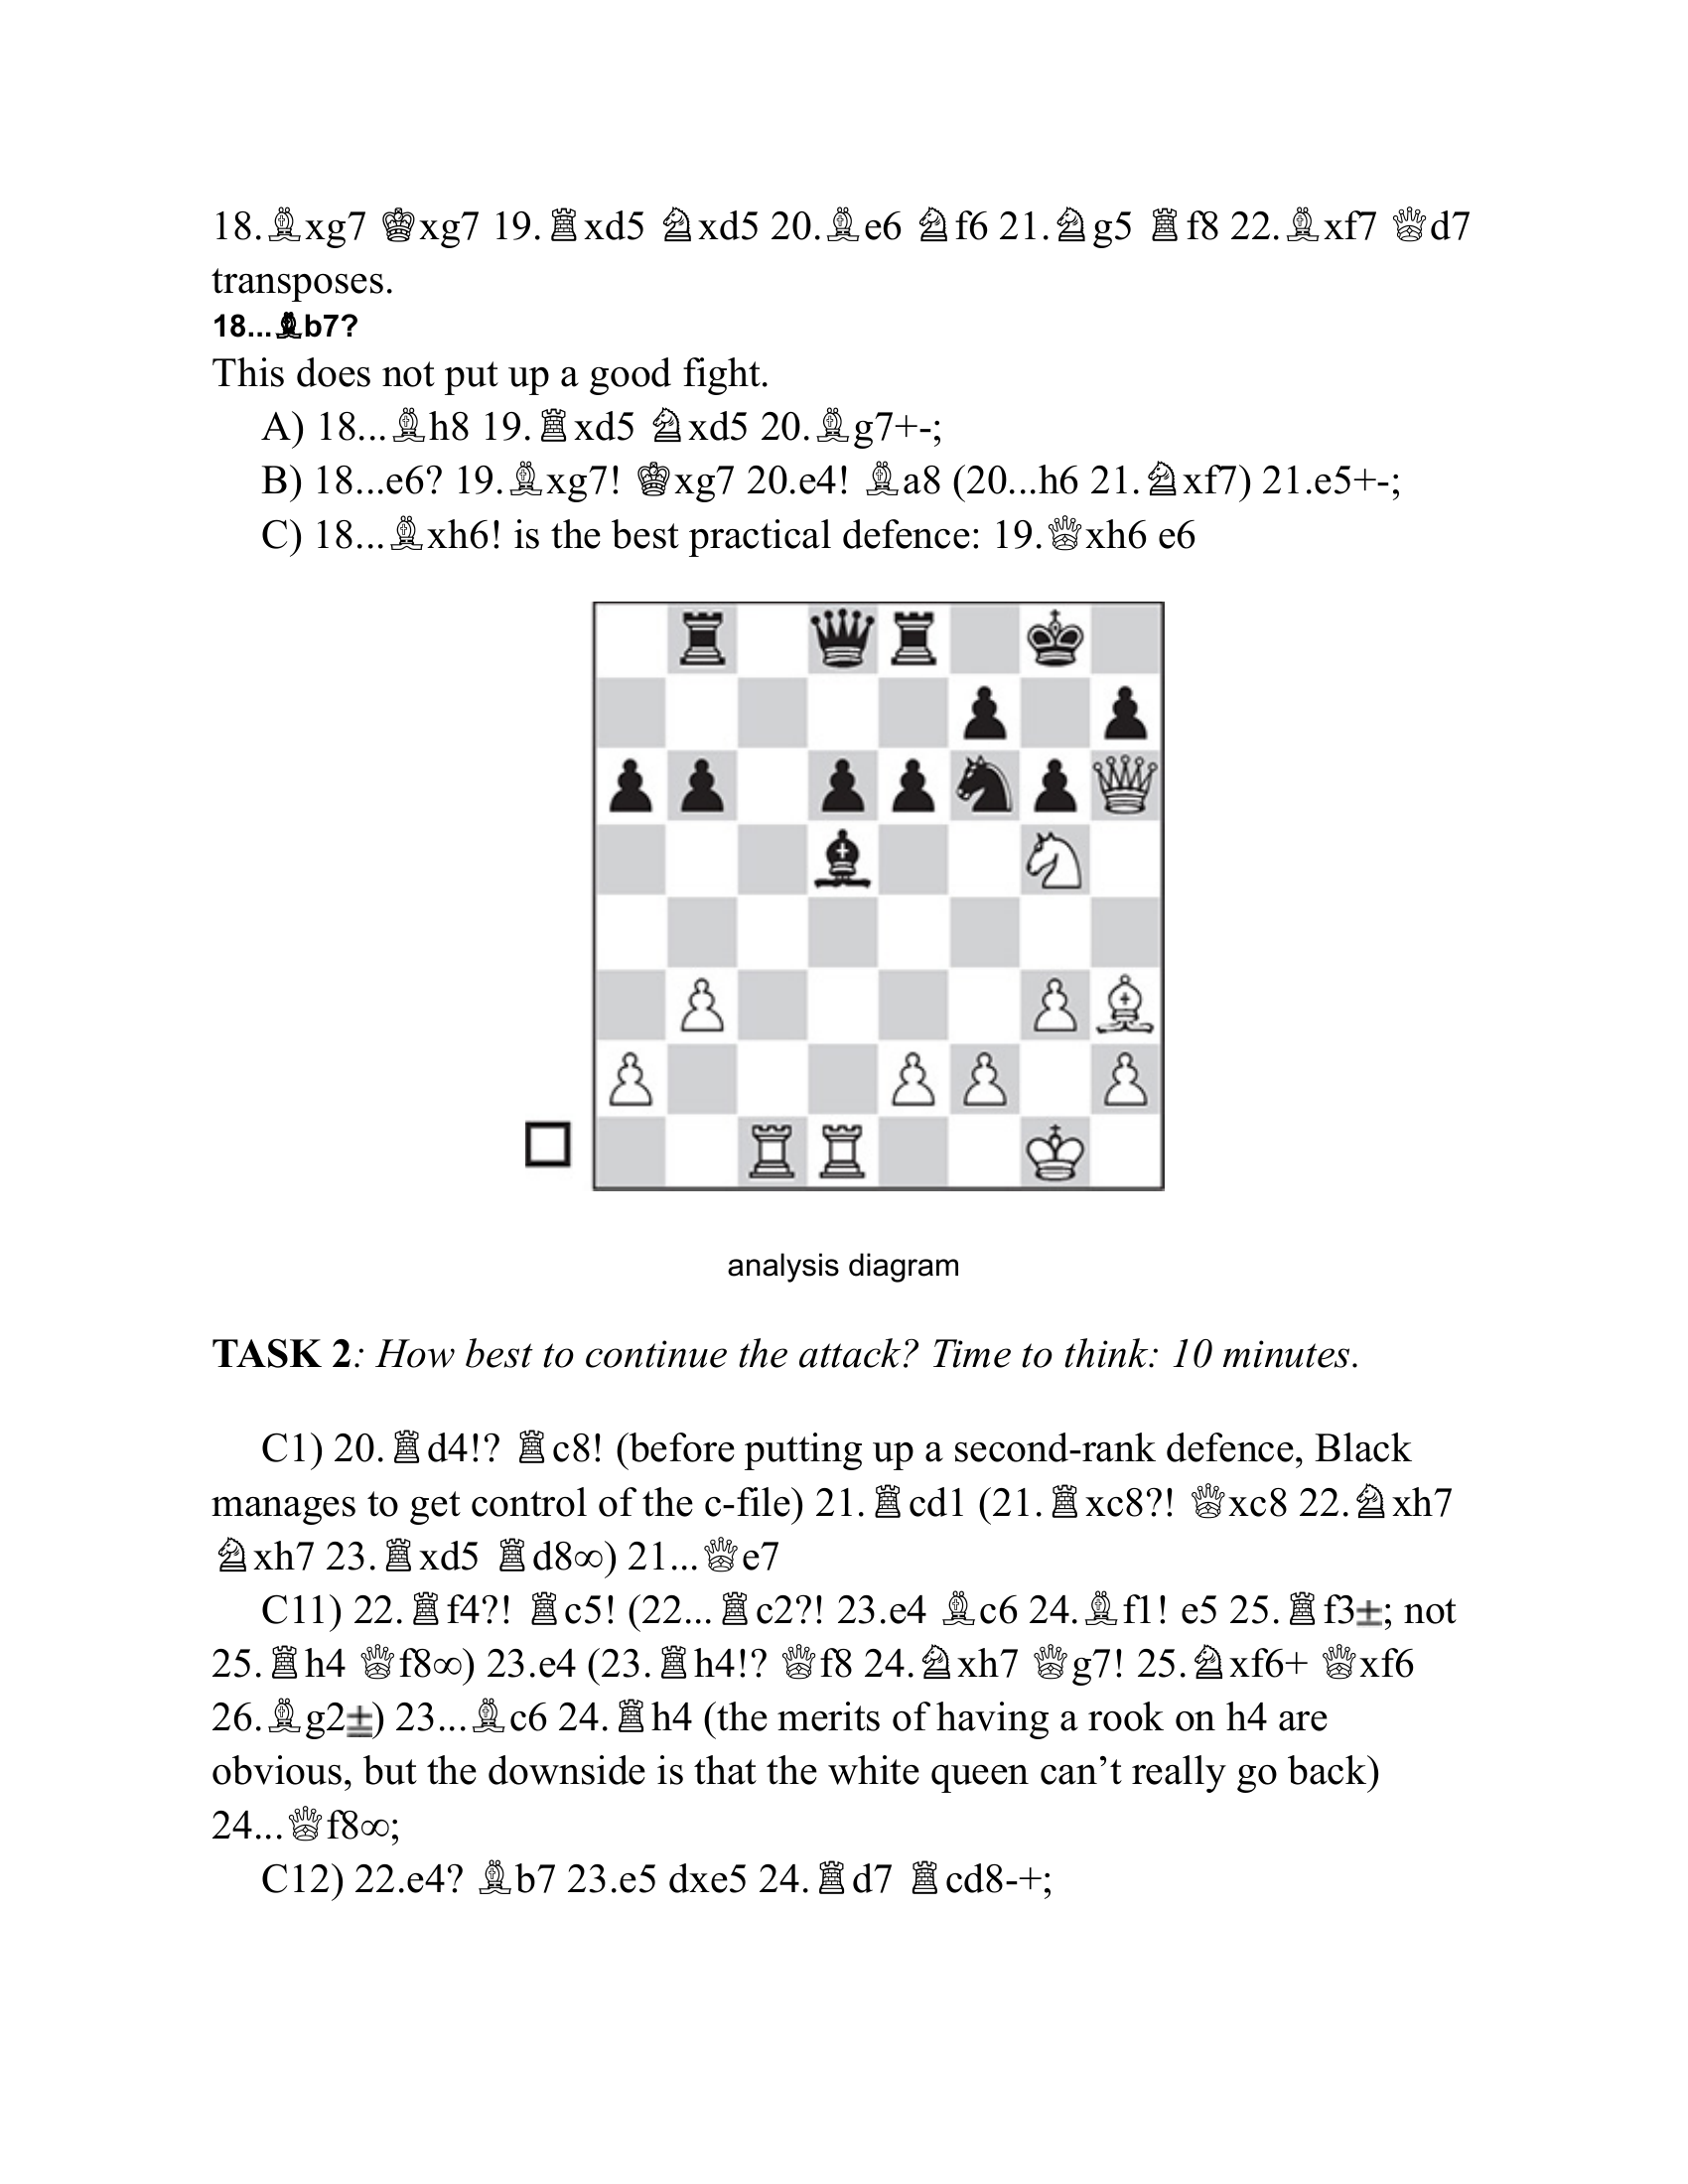 18.♗xg7 ♔xg7 19.♖xd5 ♘xd5 20.♗e6 ♘f6 21.♘g5 ♖f8 22.♗xf7 ♕d7
transposes.
18...♝b7?
This does not put up a good fight.
A) 18...♗h8 19.♖xd5 ♘xd5 20.♗g7+-;
B) 18...e6? 19.♗xg7! ♔xg7 20.e4! ♗a8 (20...h6 21.♘xf7) 21.e5+-;
C) 18...♗xh6! is the best practical defence: 19.♕xh6 e6
analysis diagram
TASK 2: How best to continue the attack? Time to think: 10 minutes.
C1) 20.♖d4!? ♖c8! (before putting up a second-rank defence, Black
manages to get control of the c-file) 21.♖cd1 (21.♖xc8?! ♕xc8 22.♘xh7
♘xh7 23.♖xd5 ♖d8∞) 21...♕e7
C11) 22.♖f4?! ♖c5! (22...♖c2?! 23.e4 ♗c6 24.♗f1! e5 25.♖f3±; not
25.♖h4 ♕f8∞) 23.e4 (23.♖h4!? ♕f8 24.♘xh7 ♕g7! 25.♘xf6+ ♕xf6
26.♗g2⩲) 23...♗c6 24.♖h4 (the merits of having a rook on h4 are
obvious, but the downside is that the white queen can’t really go back)
24...♕f8∞;
C12) 22.e4? ♗b7 23.e5 dxe5 24.♖d7 ♖cd8-+;